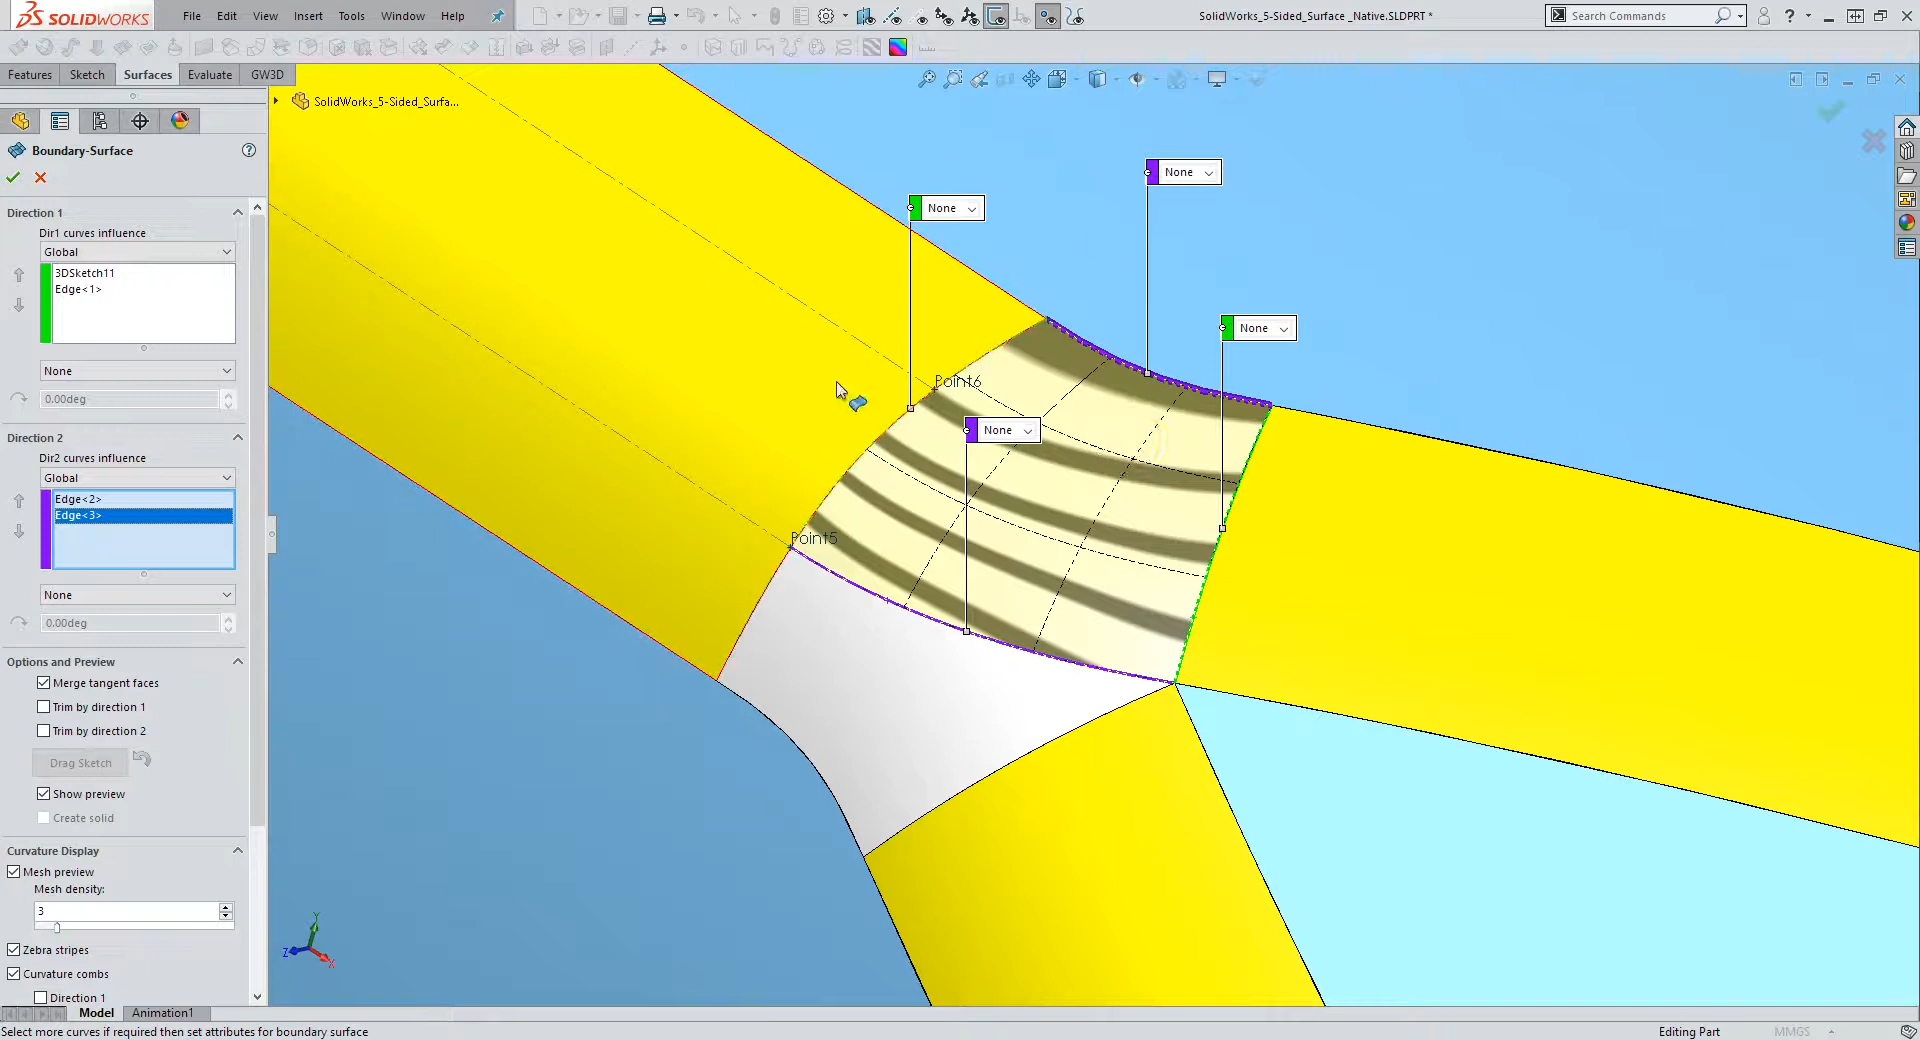 SOLIDWORKS File Edit View Insert Tools Window Help
SolidWorks_5-Sided_Surface _Native.SLDPRT *
Search Commands
?
Features Sketch Surfaces Evaluate GW3D
SolidWorks_5-Sided_Surfa...
Boundary-Surface
?
Direction 1
Dir1 curves influence
Global
3DSketch11
Edge<1>
None
0.00deg
Direction 2
Dir2 curves influence
Global
Edge<2>
Edge<3>
None
0.00deg
Options and Preview
Merge tangent faces
Trim by direction 1
Trim by direction 2
Drag Sketch
Show preview
Create solid
Curvature Display
Mesh preview
Mesh density:
3
Zebra stripes
Curvature combs
Direction 1
None
None
None
Point6
None
Point5
Y
Z
X
Model Animation1
Select more curves if required then set attributes for boundary surface
Editing Part
MMGS